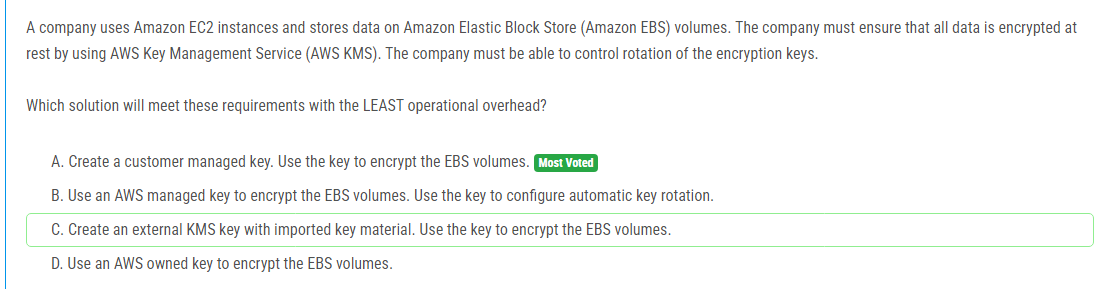 A company uses Amazon EC2 instances and stores data on Amazon Elastic Block Store (Amazon EBS) volumes. The company must ensure that all data is encrypted at
rest by using AWS Key Management Service (AWS KMS). The company must be able to control rotation of the encryption keys.
Which solution will meet these requirements with the LEAST operational overhead?
A. Create a customer managed key. Use the key to encrypt the EBS volumes. Most Voted
B. Use an AWS managed key to encrypt the EBS volumes. Use the key to configure automatic key rotation.
C. Create an external KMS key with imported key material. Use the key to encrypt the EBS volumes.
D. Use an AWS owned key to encrypt the EBS volumes.